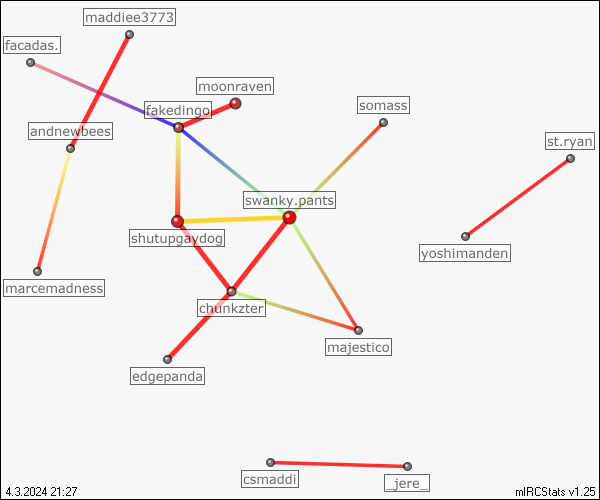 maddiee3773
facadas.
moonraven
somass
fakedingo
andnewbees
st.ryan
swanky.pants
shutupgaydog
yoshimanden
marcemadness
chunkzter
majestico
edgepanda
csmaddi
_jere_
4.3.2024 21:27
mIRCStats v1.25